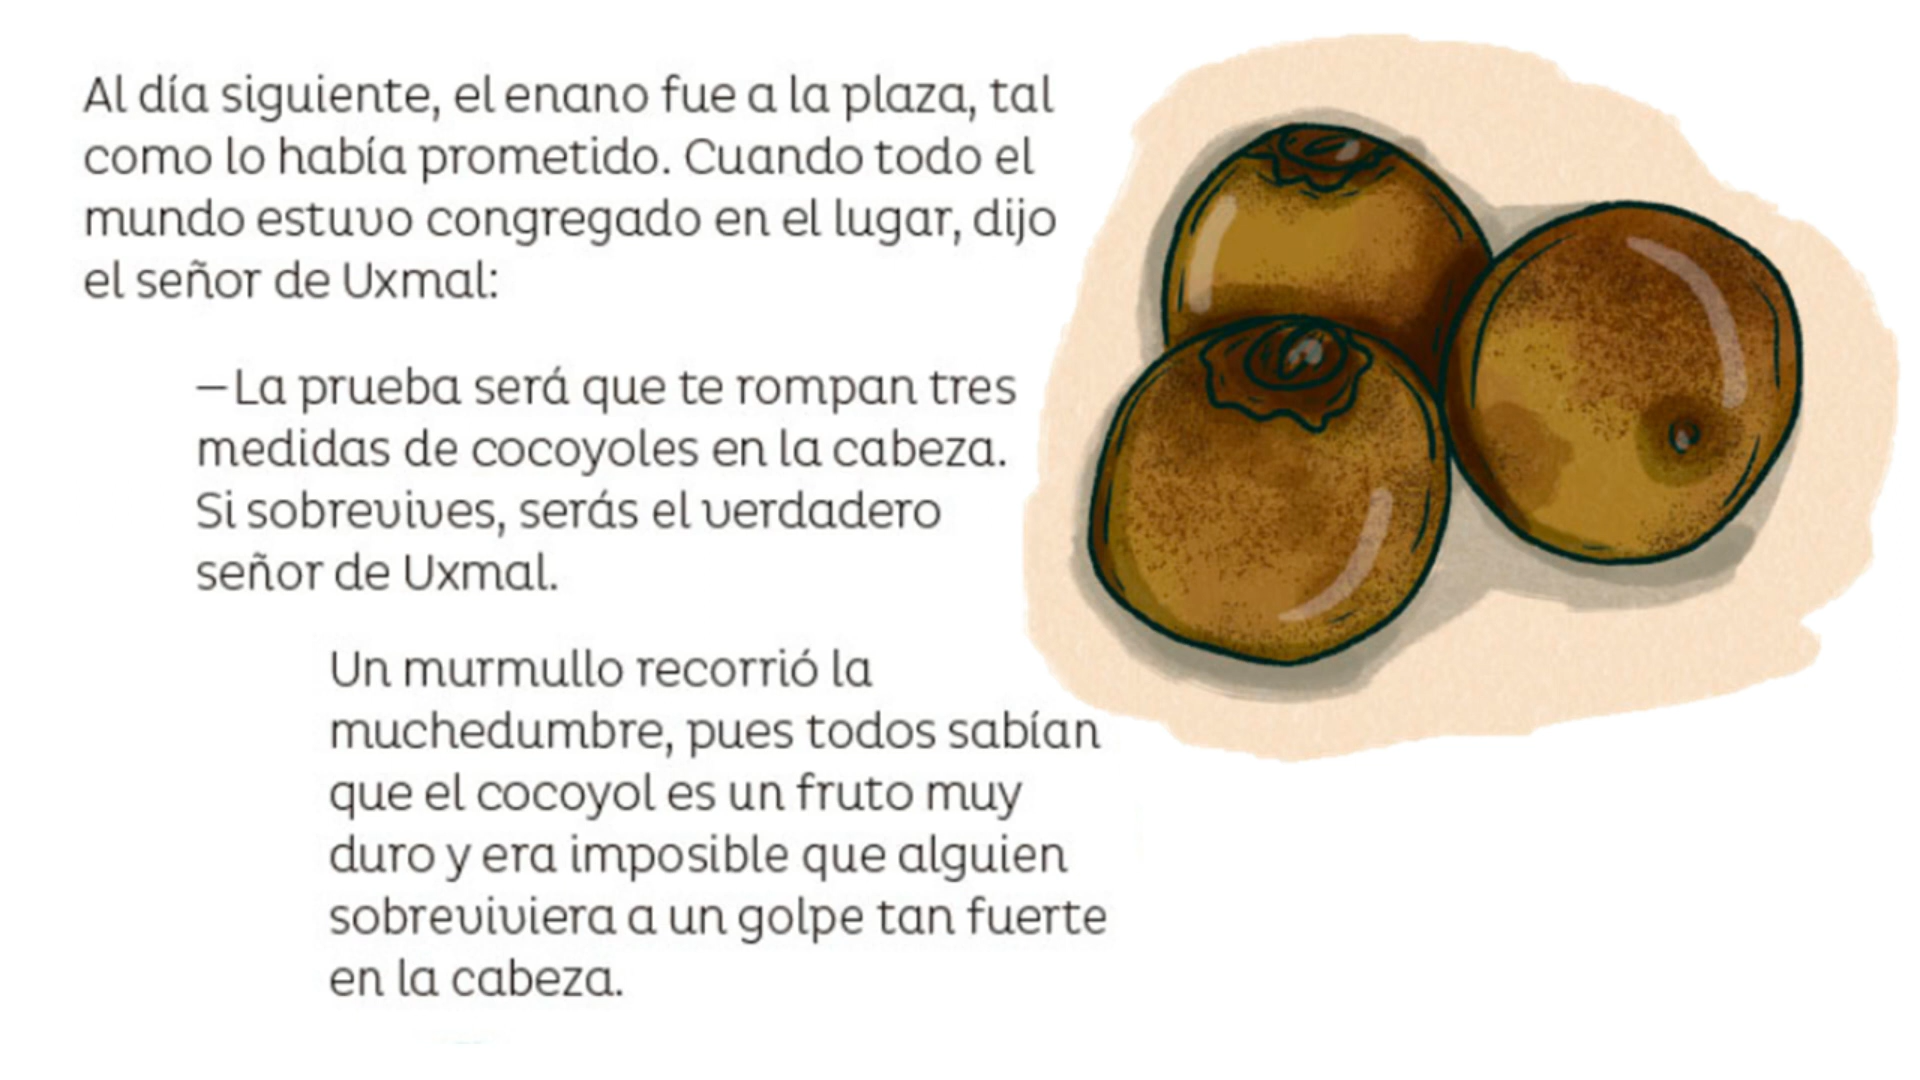 Al día siguiente, el enano fue a la plaza, tal
como lo había prometido. Cuando todo el
mundo estuvo congregado en el lugar, dijo
el señor de Uxmal:
—La prueba será que te rompan tres
medidas de cocoyoles en la cabeza.
Si sobrevives, serás el verdadero
señor de Uxmal.
Un murmullo recorrió la
muchedumbre, pues todos sabían
que el cocoyol es un fruto muy
duro y era imposible que alguien
sobreviviera a un golpe tan fuerte
en la cabeza.